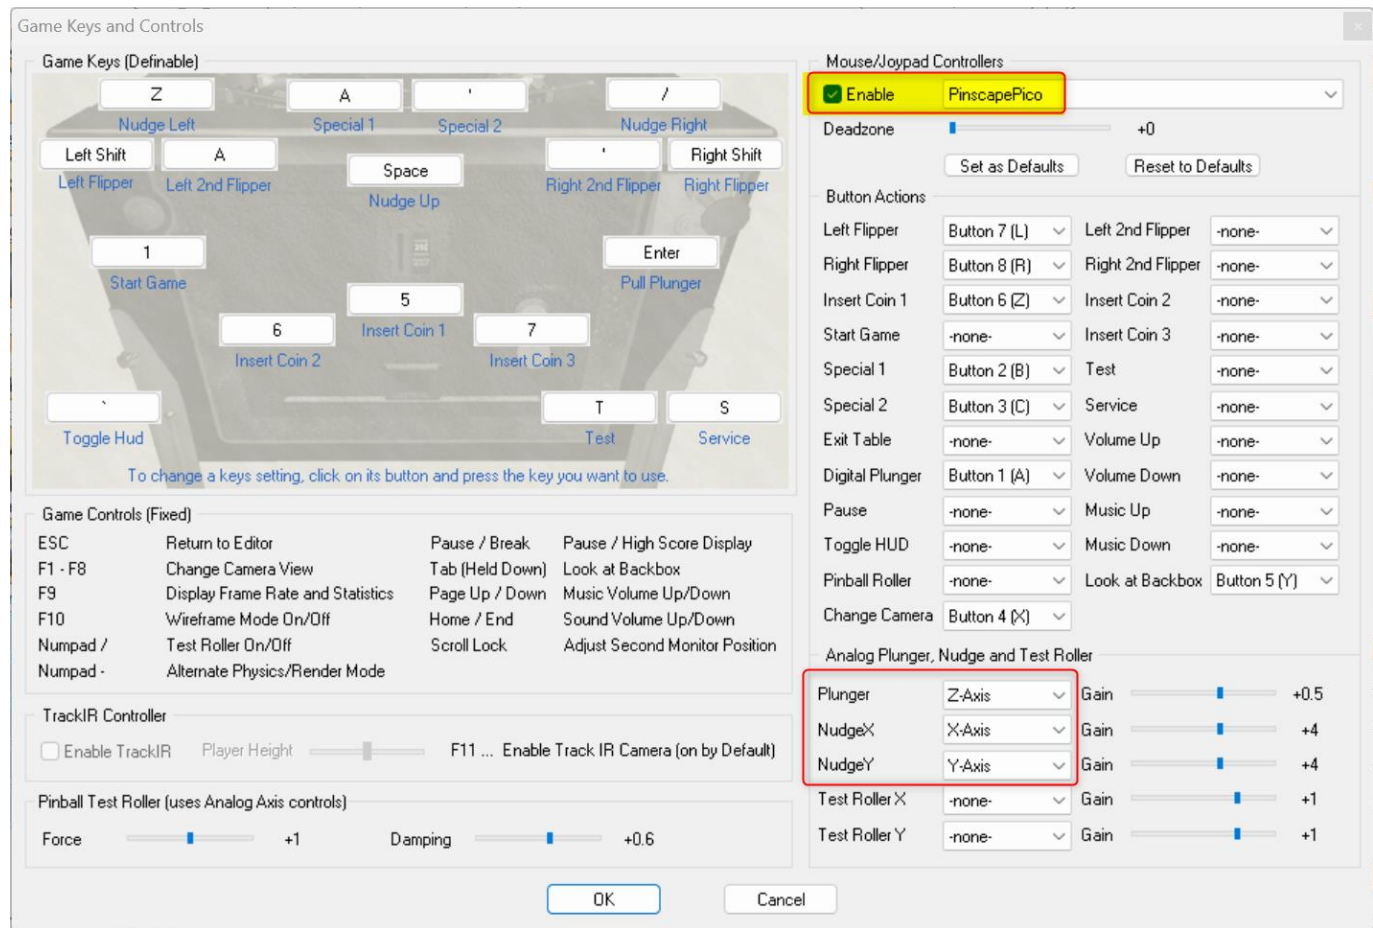 Game Keys and Controls
Game Keys (Definable)
Z
Nudge Left
A
Special 1
'
Special 2
/
Nudge Right
Left Shift
Left Flipper
A
Left 2nd Flipper
Space
Nudge Up
'
Right 2nd Flipper
Right Shift
Right Flipper
1
Start Game
Enter
Pull Plunger
5
Insert Coin 1
6
Insert Coin 2
7
Insert Coin 3
`
Toggle Hud
T
Test
S
Service
To change a keys setting, click on its button and press the key you want to use.
Game Controls (Fixed)
ESC Return to Editor Pause / Break Pause / High Score Display
F1 - F8 Change Camera View Tab (Held Down) Look at Backbox
F9 Display Frame Rate and Statistics Page Up / Down Music Volume Up/Down
F10 Wireframe Mode On/Off Home / End Sound Volume Up/Down
Numpad / Test Roller On/Off Scroll Lock Adjust Second Monitor Position
Numpad - Alternate Physics/Render Mode
TrackIR Controller
Enable TrackIR Player Height F11 ... Enable Track IR Camera (on by Default)
Pinball Test Roller (uses Analog Axis controls)
Force +1 Damping +0.6
Mouse/Joypad Controllers
Enable PinscapePico
Deadzone +0
Set as Defaults Reset to Defaults
Button Actions
Left Flipper Button 7 (L) Left 2nd Flipper -none-
Right Flipper Button 8 (R) Right 2nd Flipper -none-
Insert Coin 1 Button 6 (Z) Insert Coin 2 -none-
Start Game -none- Insert Coin 3 -none-
Special 1 Button 2 (B) Test -none-
Special 2 Button 3 (C) Service -none-
Exit Table -none- Volume Up -none-
Digital Plunger Button 1 (A) Volume Down -none-
Pause -none- Music Up -none-
Toggle HUD -none- Music Down -none-
Pinball Roller -none- Look at Backbox Button 5 (Y)
Change Camera Button 4 (X)
Analog Plunger, Nudge and Test Roller
Plunger Z-Axis Gain +0.5
NudgeX X-Axis Gain +4
NudgeY Y-Axis Gain +4
Test Roller X -none- Gain +1
Test Roller Y -none- Gain +1
OK Cancel